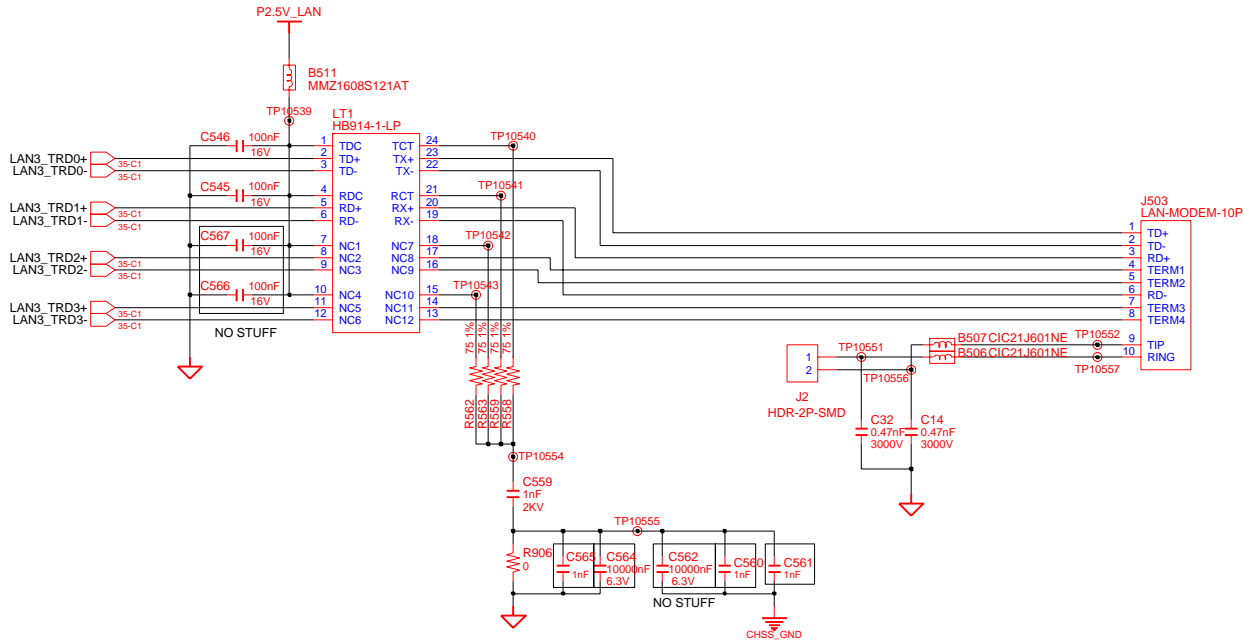 P2.5V_LAN
B511
MMZ1608S121AT
TP10539
LT1
HB914-1-LP
C546 100nF
16V
1 TDC TCT 24 TP10540
LAN3_TRD0+ 35-C1 2 TD+ TX+ 23
LAN3_TRD0- 35-C1 3 TD- TX- 22
C545 100nF
16V
4 RDC RCT 21 TP10541
LAN3_TRD1+ 35-C1 5 RD+ RX+ 20
LAN3_TRD1- 35-C1 6 RD- RX- 19
C567 100nF
16V
7 NC1 NC7 18 TP10542
LAN3_TRD2+ 35-C1 8 NC2 NC8 17
LAN3_TRD2- 35-C1 9 NC3 NC9 16
C566 100nF
16V
10 NC4 NC10 15 TP10543
LAN3_TRD3+ 35-C1 11 NC5 NC11 14
LAN3_TRD3- 35-C1 12 NC6 NC12 13
NO STUFF
J503
LAN-MODEM-10P
1 TD+
2 TD-
3 RD+
4 TERM1
5 TERM2
6 RD-
7 TERM3
8 TERM4
9 TIP
10 RING
75 1% 75 1% 75 1% 75 1%
R562 R563 R559 R558
B507 CIC21J601NE TP10552
B506 CIC21J601NE TP10557
TP10551
TP10556
1
2
J2
HDR-2P-SMD
C32
0.47nF
3000V
C14
0.47nF
3000V
TP10554
C559
1nF
2KV
TP10555
R906
0
C565
1nF
C564
10000nF
6.3V
C562
10000nF
6.3V
C560
1nF
C561
1nF
NO STUFF
CHSS_GND